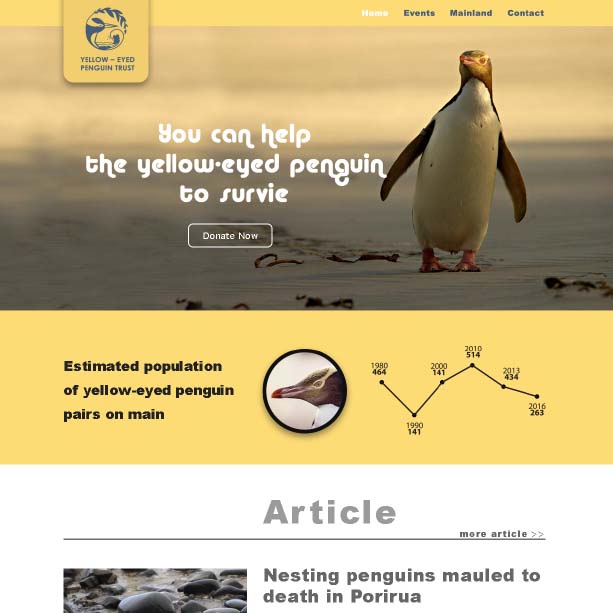 Home Events Mainland Contact
YELLOW – EYED
PENGUIN TRUST
You can help
the yellow-eyed penguin
to survie
Donate Now
Estimated population
of yellow-eyed penguin
pairs on main
1980
464
1990
141
2000
141
2010
514
2013
434
2016
263
Article
more article >>
Nesting penguins mauled to
death in Porirua